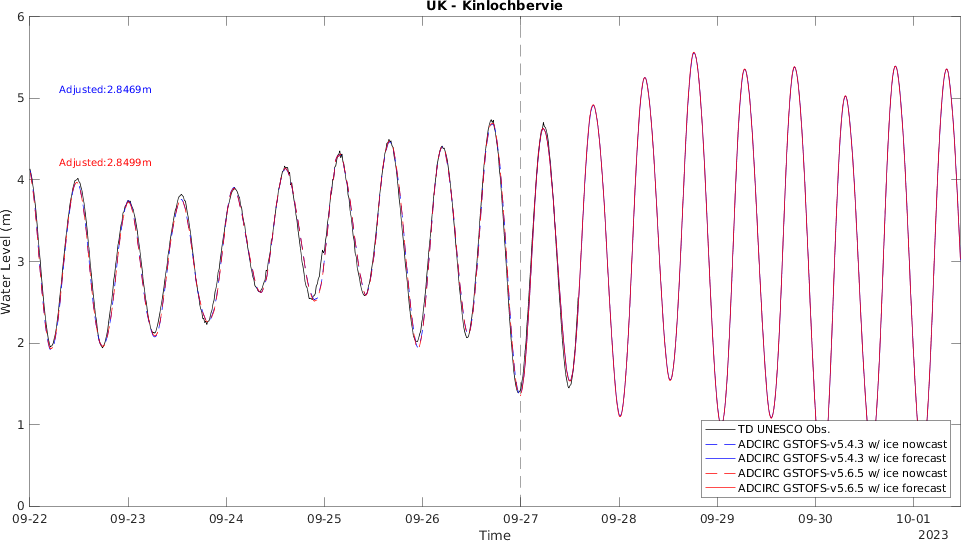 UK - Kinlochbervie
6
5
4
3
2
1
0
Water Level (m)
Adjusted:2.8469m
Adjusted:2.8499m
TD UNESCO Obs.
ADCIRC GSTOFS-v5.4.3 w/ ice nowcast
ADCIRC GSTOFS-v5.4.3 w/ ice forecast
ADCIRC GSTOFS-v5.6.5 w/ ice nowcast
ADCIRC GSTOFS-v5.6.5 w/ ice forecast
09-22 09-23 09-24 09-25 09-26 09-27 09-28 09-29 09-30 10-01
Time
2023